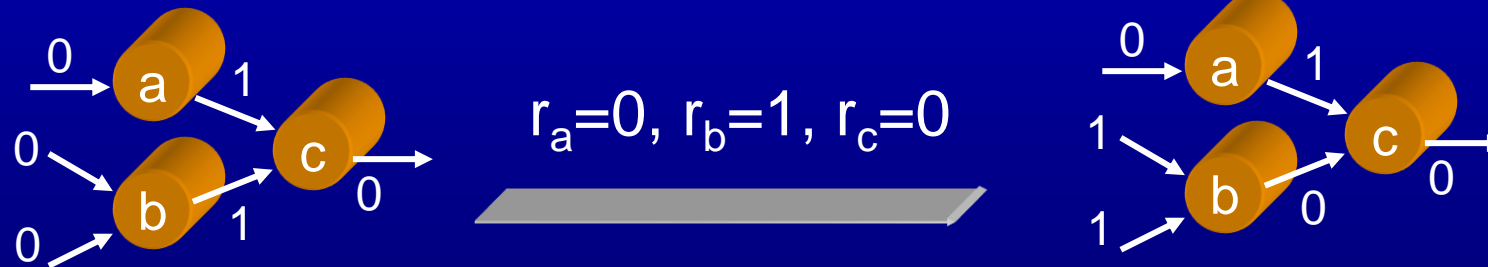 0 a 1
0 b 1 c 0
0
r_a=0, r_b=1, r_c=0
0 a 1
1 b 0 c 0
1